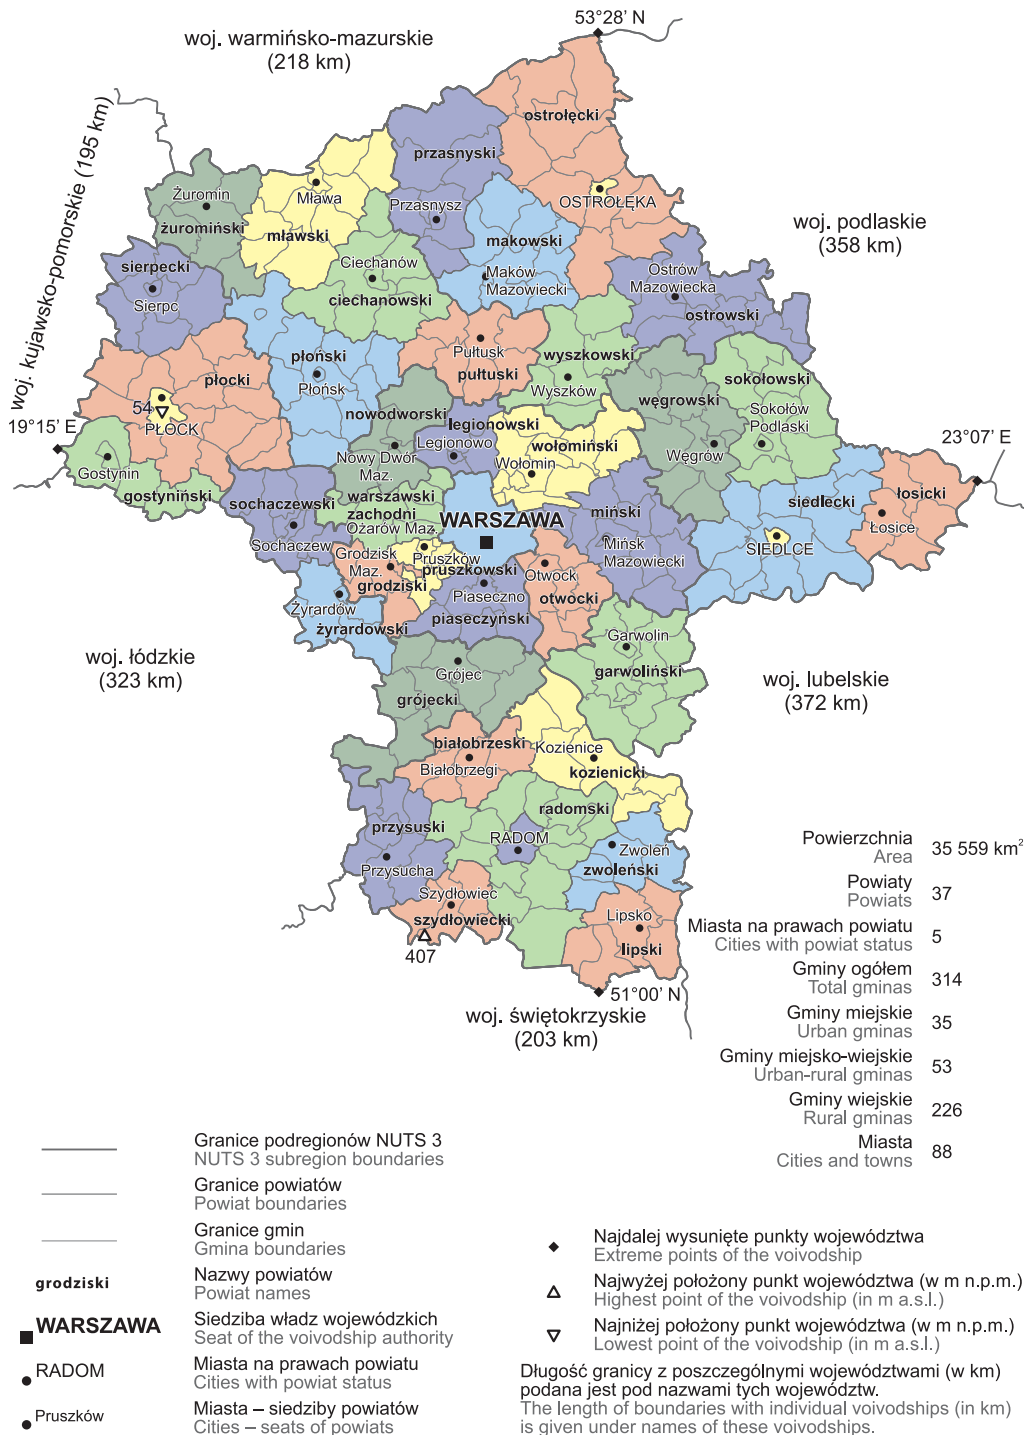 53°28' N
woj. warmińsko-mazurskie
(218 km)
woj. kujawsko-pomorskie (195 km)
woj. podlaskie
(358 km)
ostrołęcki
OSTROŁĘKA
przasnyski
Przasnysz
Mława
mławski
Żuromin
żuromiński
makowski
Maków
Mazowiecki
Ciechanów
ciechanowski
sierpecki
Sierpc
Ostrów
Mazowiecka
ostrowski
płoński
Płońsk
Pułtusk
pułtuski
wyszkowski
Wyszków
płocki
54
PŁOCK
węgrowski
Węgrów
sokołowski
Sokołów
Podlaski
19°15' E
23°07' E
Gostynin
gostyniński
nowodworski
Nowy Dwór
Maz.
legionowski
Legionowo
wołomiński
Wołomin
sochaczewski
Sochaczew
warszawski
zachodni
Ożarów Maz.
WARSZAWA
miński
Mińsk
Mazowiecki
siedlecki
SIEDLCE
łosicki
Łosice
Grodzisk
Maz.
grodziski
Pruszków
pruszkowski
Piaseczno
piaseczyński
Otwock
otwocki
Żyrardów
żyrardowski
Garwolin
garwoliński
woj. łódzkie
(323 km)
woj. lubelskie
(372 km)
Grójec
grójecki
białobrzeski
Białobrzegi
Kozienice
kozienicki
radomski
RADOM
przysuski
Przysucha
Zwoleń
zwoleński
Szydłowiec
szydłowiecki
407
Lipsko
lipski
51°00' N
woj. świętokrzyskie
(203 km)
Powierzchnia
Area
35 559 km²
Powiaty
Powiats
37
Miasta na prawach powiatu
Cities with powiat status
5
Gminy ogółem
Total gminas
314
Gminy miejskie
Urban gminas
35
Gminy miejsko-wiejskie
Urban-rural gminas
53
Gminy wiejskie
Rural gminas
226
Miasta
Cities and towns
88
Granice podregionów NUTS 3
NUTS 3 subregion boundaries
Granice powiatów
Powiat boundaries
Granice gmin
Gmina boundaries
grodziski
Nazwy powiatów
Powiat names
WARSZAWA
Siedziba władz wojewódzkich
Seat of the voivodship authority
RADOM
Miasta na prawach powiatu
Cities with powiat status
Pruszków
Miasta – siedziby powiatów
Cities – seats of powiats
Najdalej wysunięte punkty województwa
Extreme points of the voivodship
Najwyżej położony punkt województwa (w m n.p.m.)
Highest point of the voivodship (in m a.s.l.)
Najniżej położony punkt województwa (w m n.p.m.)
Lowest point of the voivodship (in m a.s.l.)
Długość granicy z poszczególnymi województwami (w km)
podana jest pod nazwami tych województw.
The length of boundaries with individual voivodships (in km)
is given under names of these voivodships.